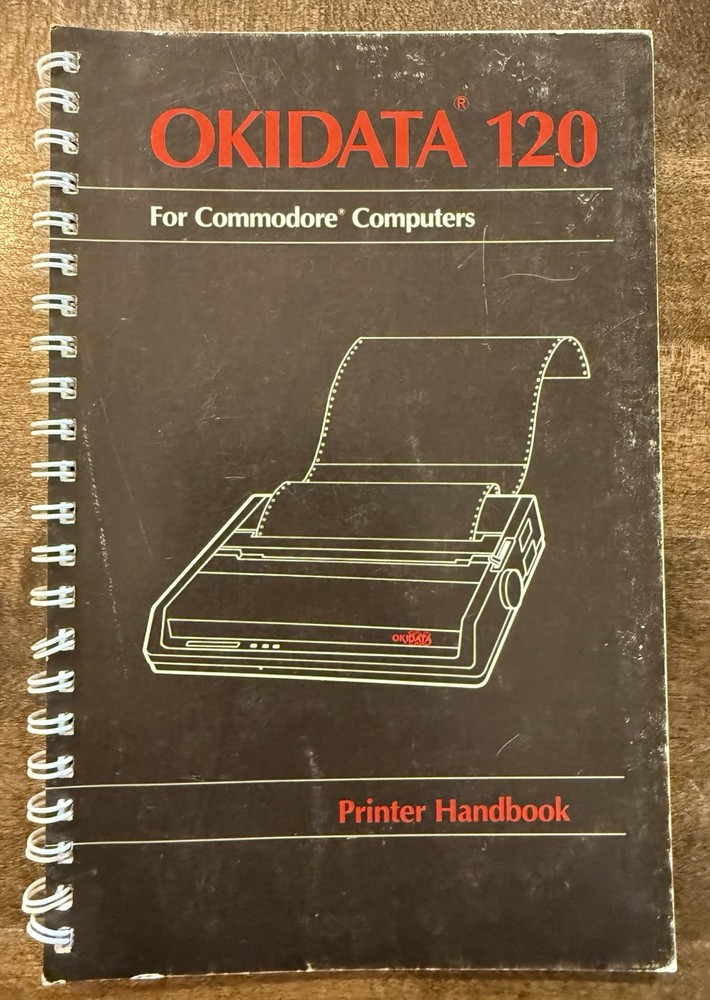 OKIDATA® 120
For Commodore® Computers
OKIDATA
Printer Handbook